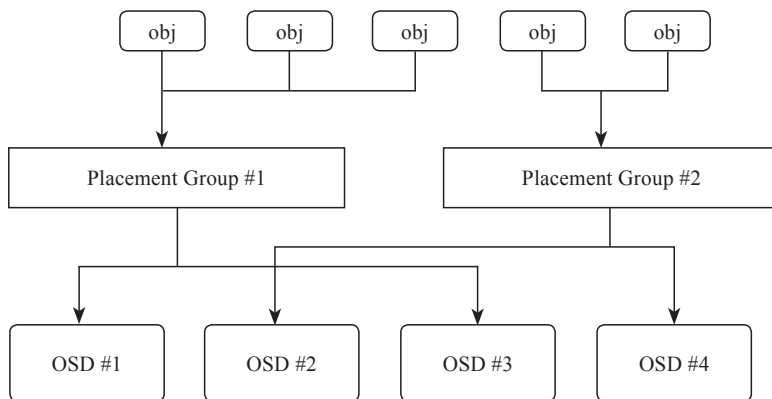 obj
obj
obj
obj
obj
Placement Group #1
Placement Group #2
OSD #1
OSD #2
OSD #3
OSD #4